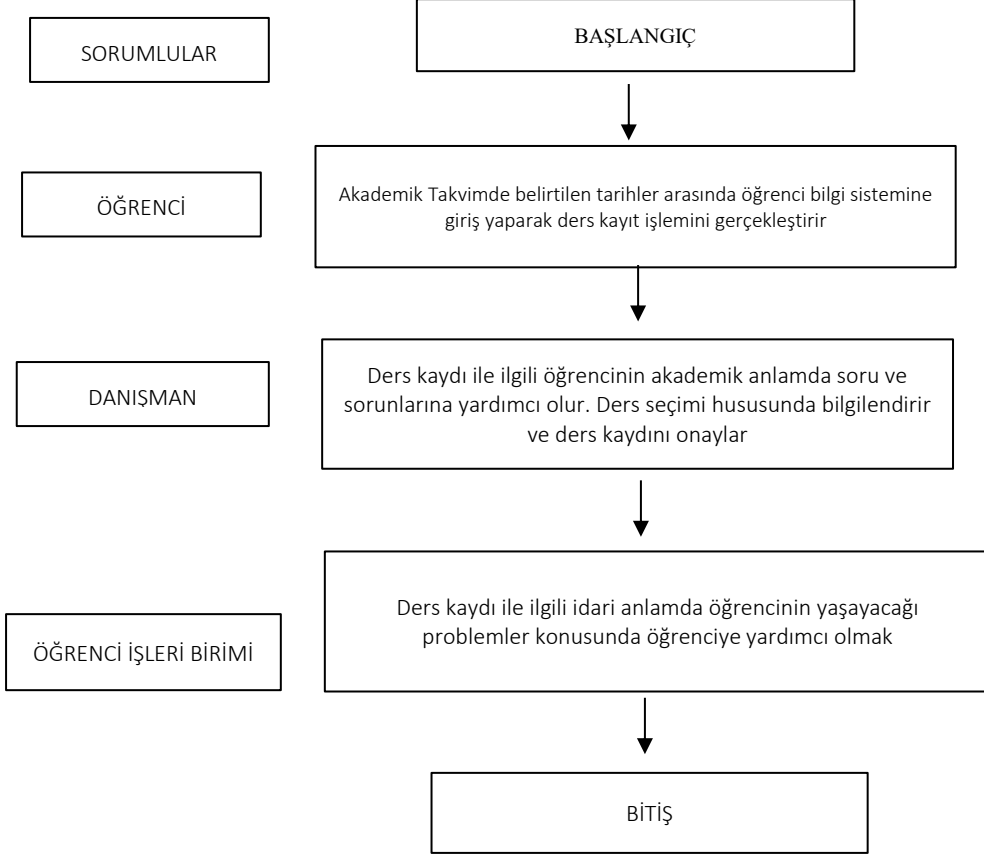 SORUMLULAR
BAŞLANGIÇ
ÖĞRENCİ
Akademik Takvimde belirtilen tarihler arasında öğrenci bilgi sistemine
giriş yaparak ders kayıt işlemini gerçekleştirir
DANIŞMAN
Ders kaydı ile ilgili öğrencinin akademik anlamda soru ve
sorunlarına yardımcı olur. Ders seçimi hususunda bilgilendirir
ve ders kaydını onaylar
ÖĞRENCİ İŞLERİ BİRİMİ
Ders kaydı ile ilgili idari anlamda öğrencinin yaşayacağı
problemler konusunda öğrenciye yardımcı olmak
BİTİŞ